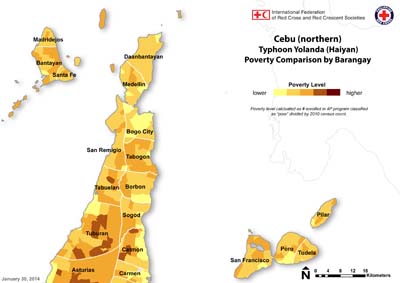 International Federation
of Red Cross and Red Crescent Societies
Cebu (northern)
Typhoon Yolanda (Haiyan)
Poverty Comparison by Barangay
Poverty Level
lower
higher
Poverty level calculated as # enrolled in AP program classified
as "poor" divided by 2010 census count.
Madridejos
Bantayan
Santa Fe
Daanbantayan
Medellin
Bogo City
San Remigio
Tabogon
Tabuelan
Borbon
Sogod
Tuburan
Catmon
Asturias
Carmen
Pilar
San Francisco
Poro
Tudela
N
0 4 8 12 16
Kilometers
January 30, 2014